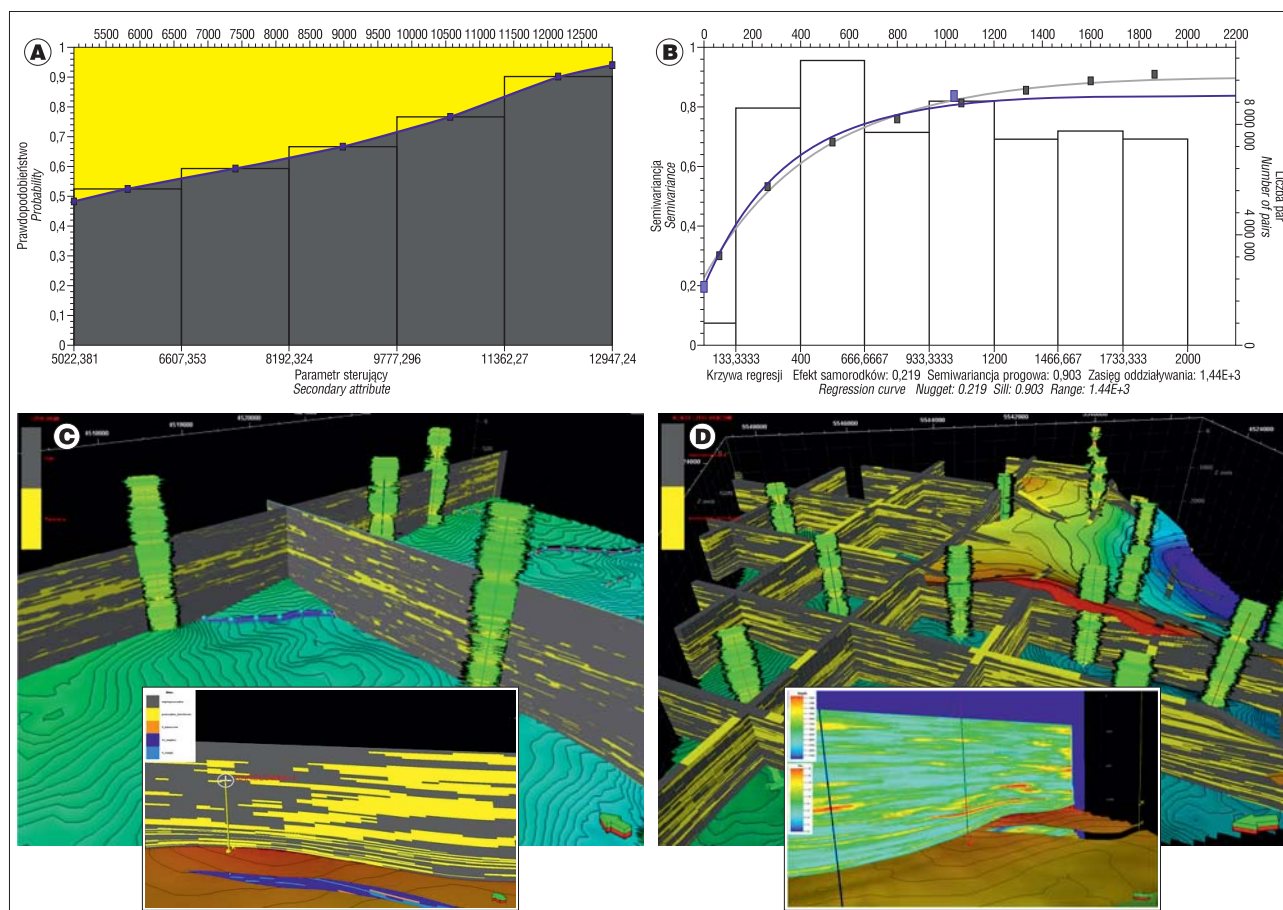 A
5500 6000 6500 7000 7500 8000 8500 9000 9500 10000 10500 11000 11500 12000 12500
1
0,9
0,8
0,7
0,6
0,5
0,4
0,3
0,2
0,1
0
Prawdopodobieństwo
Probability
5022,381 6607,353 8192,324 9777,296 11362,27 12947,24
Parametr sterujący
Secondary attribute
B
0 200 400 600 800 1000 1200 1400 1600 1800 2000 2200
1
0,8
0,6
0,4
0,2
0
Semiwariancja
Semivariance
8 000 000
4 000 000
0
Liczba par
Number of pairs
133,3333 400 666,6667 933,3333 1200 1466,667 1733,333 2000
Krzywa regresji Efekt samorodków: 0,219 Semiwariancja progowa: 0,903 Zasięg oddziaływania: 1,44E+3
Regression curve Nugget: 0.219 Sill: 0.903 Range: 1.44E+3
C
D